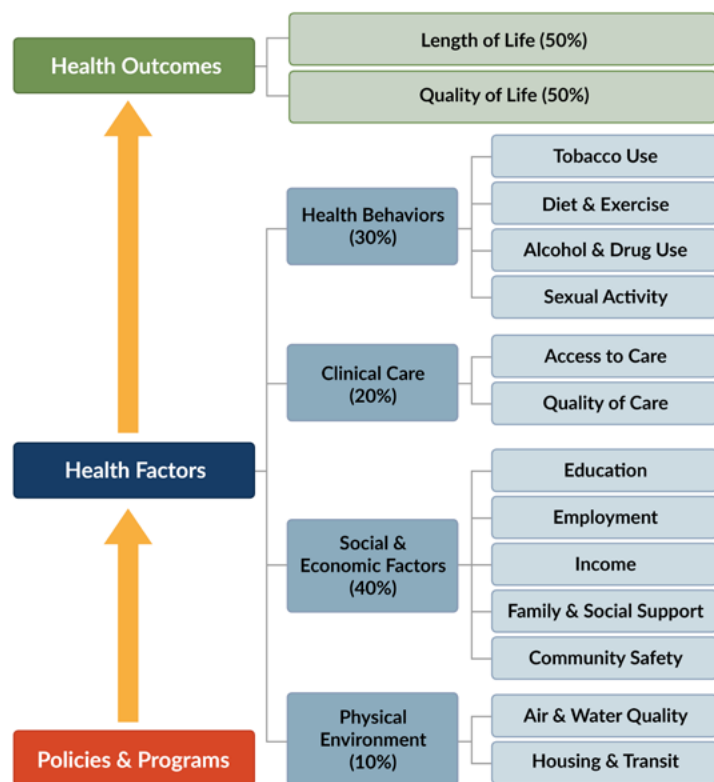 Health Outcomes
Length of Life (50%)
Quality of Life (50%)
Health Factors
Health Behaviors
(30%)
Tobacco Use
Diet & Exercise
Alcohol & Drug Use
Sexual Activity
Clinical Care
(20%)
Access to Care
Quality of Care
Social &
Economic Factors
(40%)
Education
Employment
Income
Family & Social Support
Community Safety
Physical
Environment
(10%)
Air & Water Quality
Housing & Transit
Policies & Programs